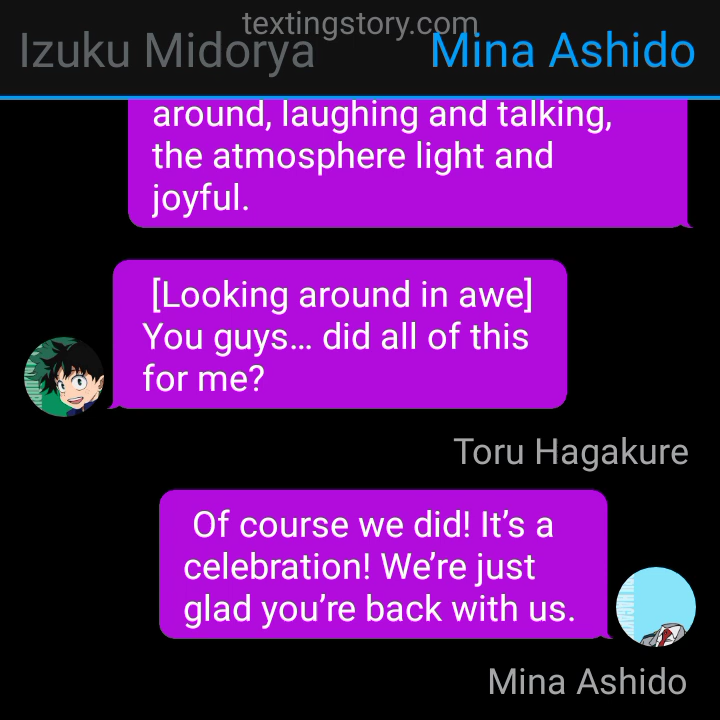 textingstory.com
Izuku Midorya
Mina Ashido
around, laughing and talking,
the atmosphere light and
joyful.
[Looking around in awe]
You guys... did all of this
for me?
Toru Hagakure
Of course we did! It’s a
celebration! We’re just
glad you’re back with us.
Mina Ashido